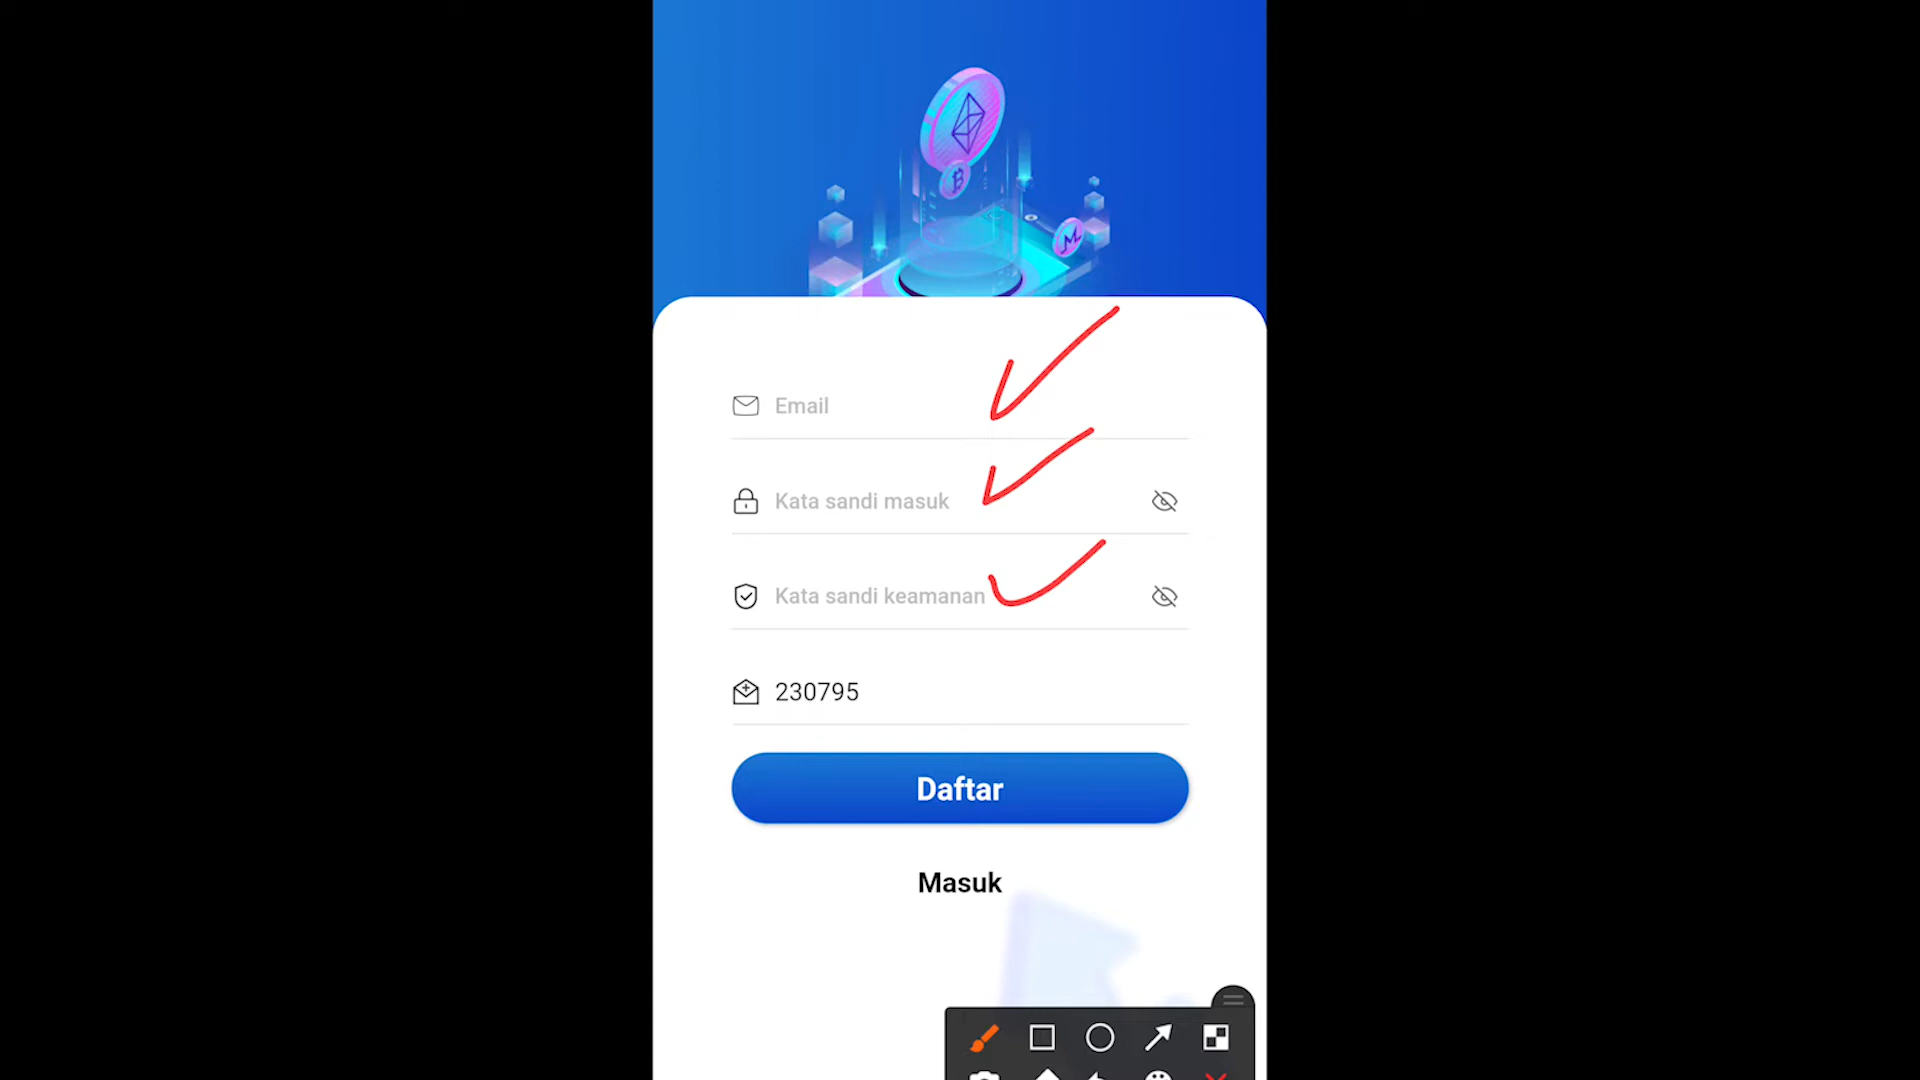 Email
Kata sandi masuk
Kata sandi keamanan
230795
Daftar
Masuk